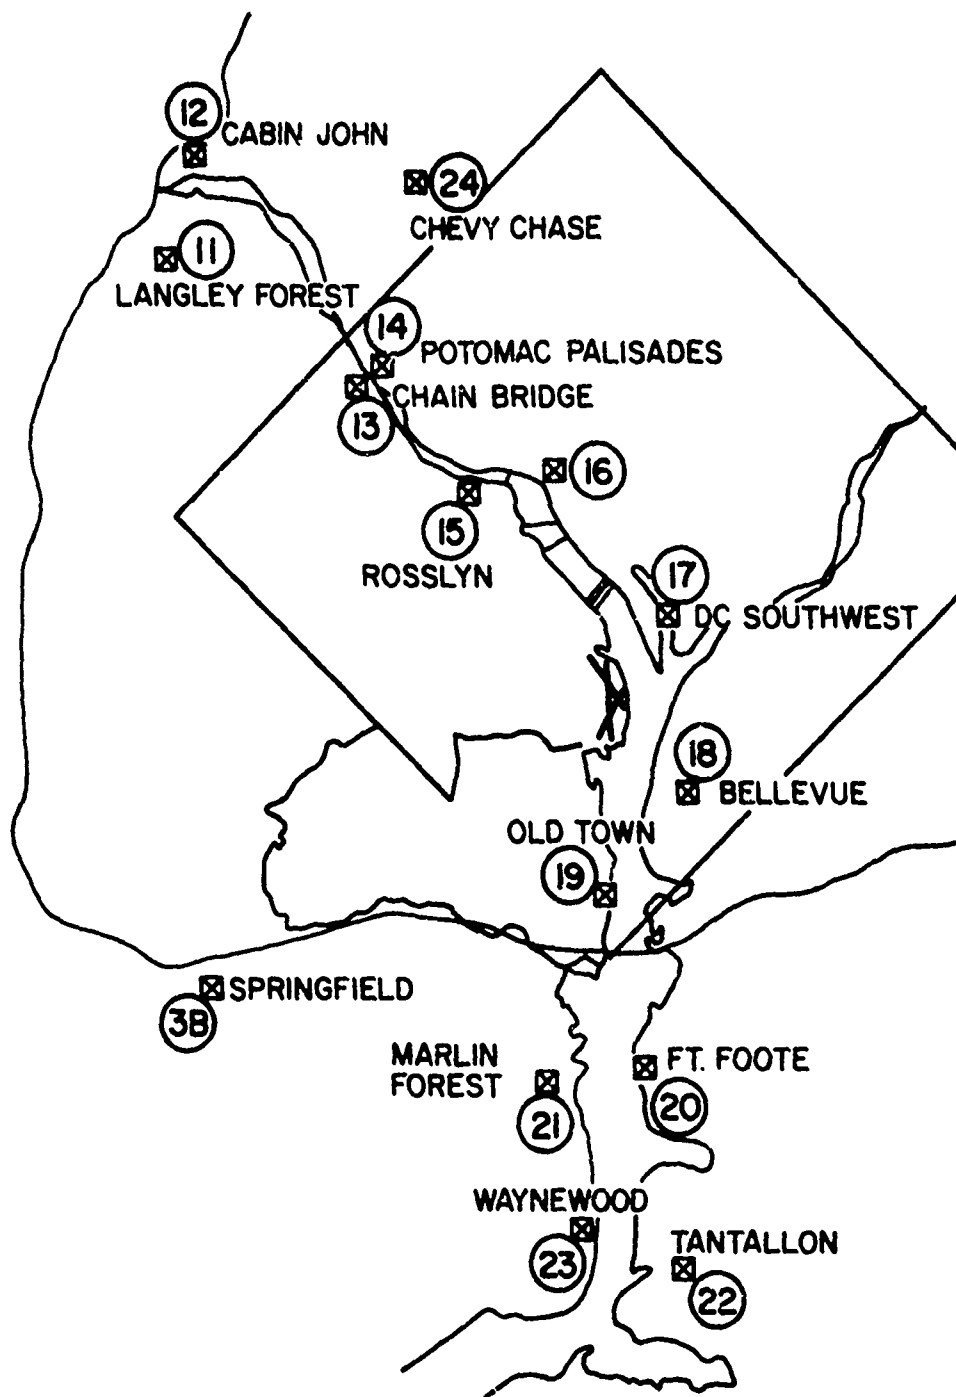 12
CABIN JOHN
24
CHEVY CHASE
11
LANGLEY FOREST
14
POTOMAC PALISADES
CHAIN BRIDGE
13
16
15
ROSSLYN
17
DC SOUTHWEST
18
BELLEVUE
OLD TOWN
19
SPRINGFIELD
3B
MARLIN
FOREST
21
FT. FOOTE
20
WAYNEWOOD
23
TANTALLON
22